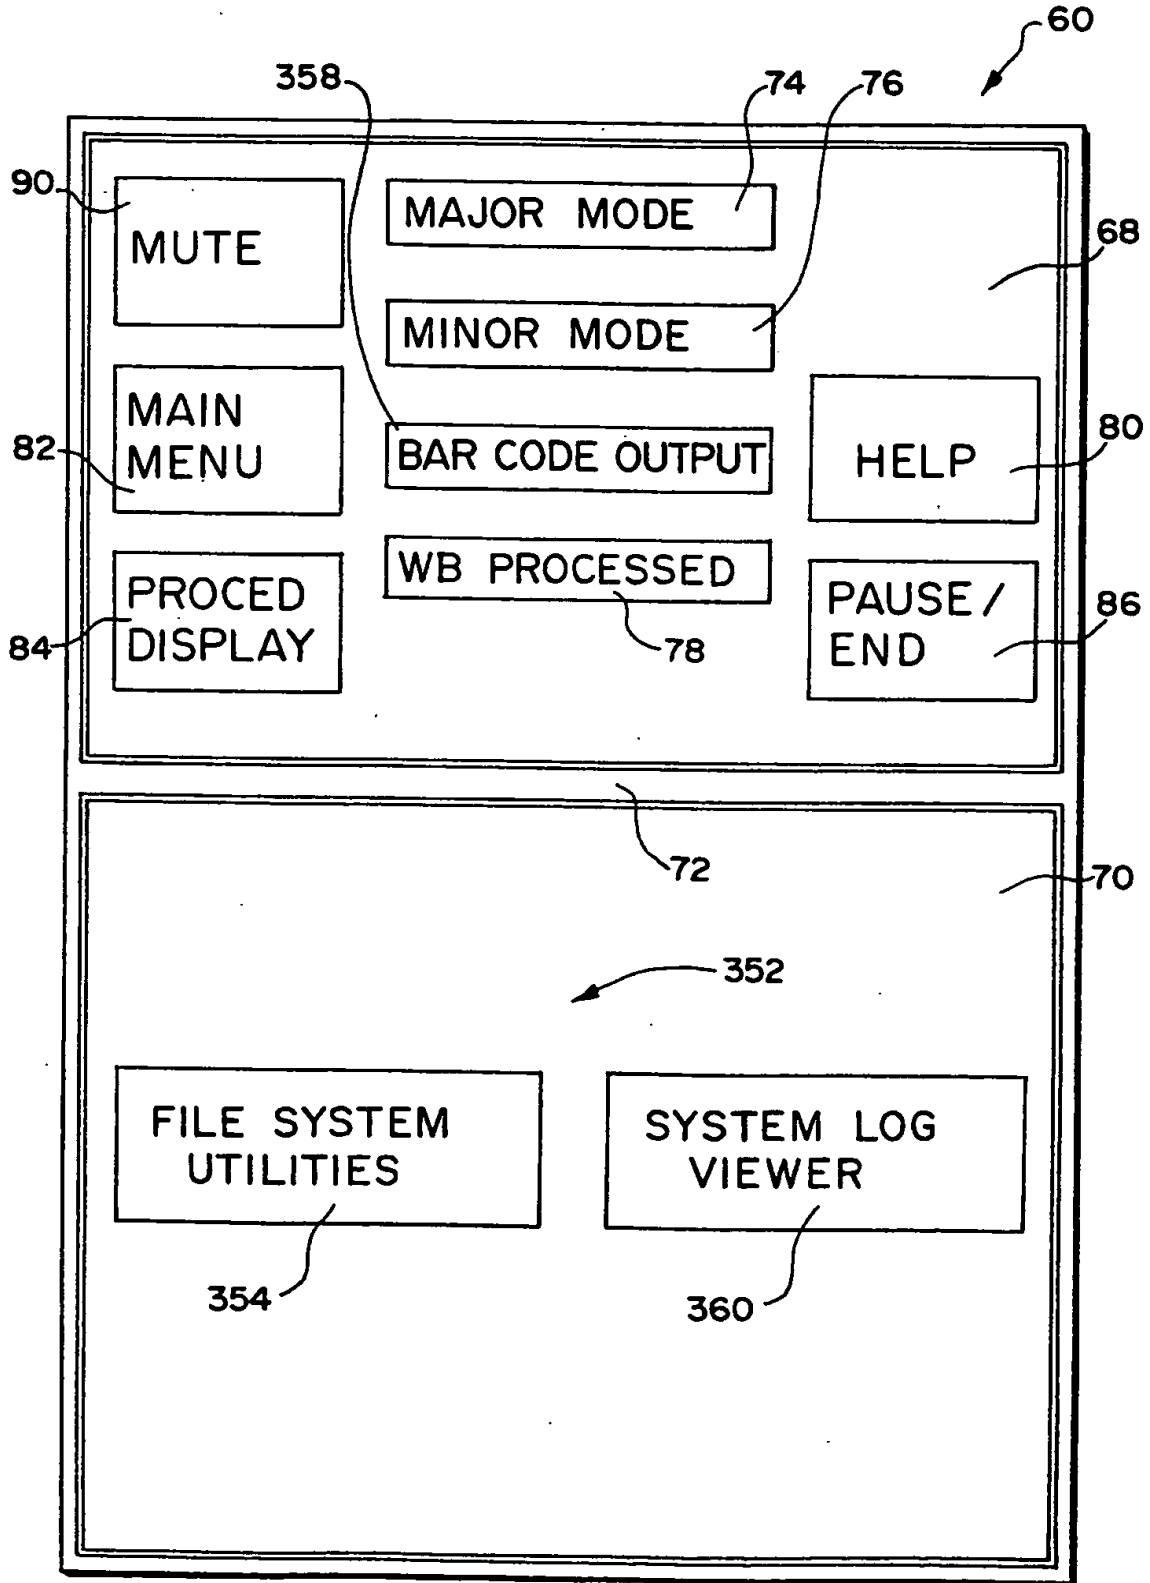 60
358
74
76
90
MUTE
MAJOR MODE
68
MINOR MODE
MAIN
MENU
82
BAR CODE OUTPUT
HELP
80
PROCED
DISPLAY
84
WB PROCESSED
78
PAUSE /
END
86
72
70
352
FILE SYSTEM
UTILITIES
SYSTEM LOG
VIEWER
354
360